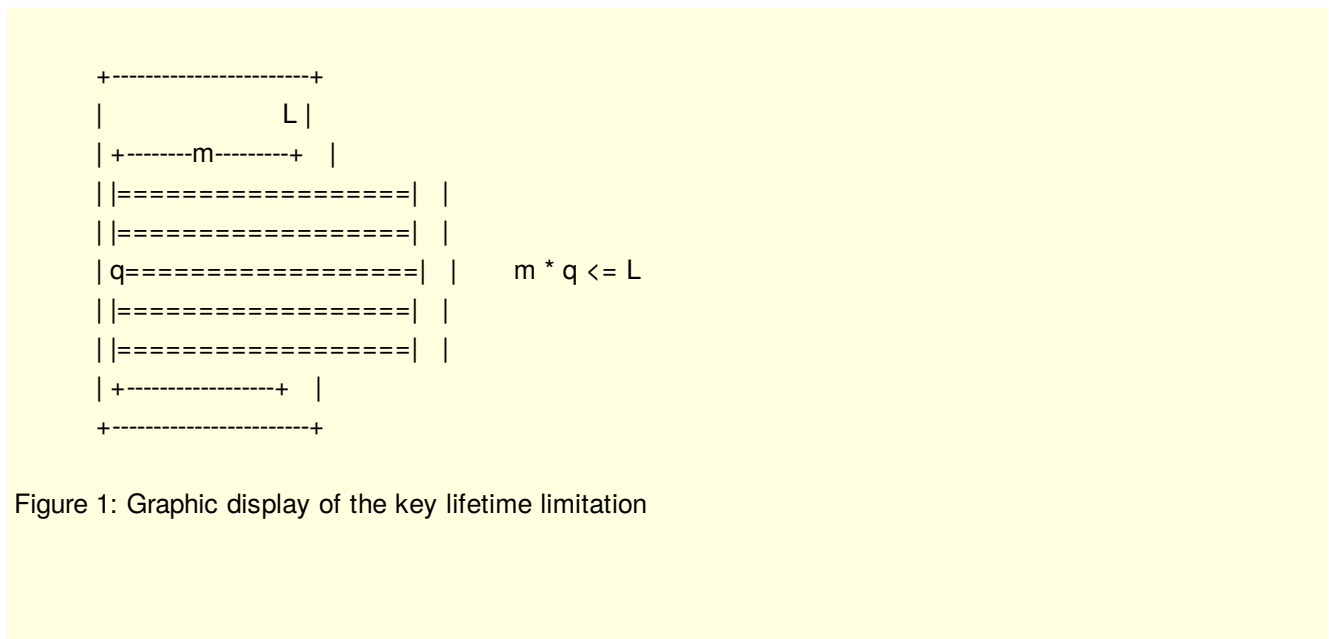 +------------------------+
|                         L |
| +--------m---------+   |
| |==================|   |
| |==================|   |
| q==================|   |       m * q <= L
| |==================|   |
| |==================|   |
| +------------------+   |
+------------------------+
Figure 1: Graphic display of the key lifetime limitation